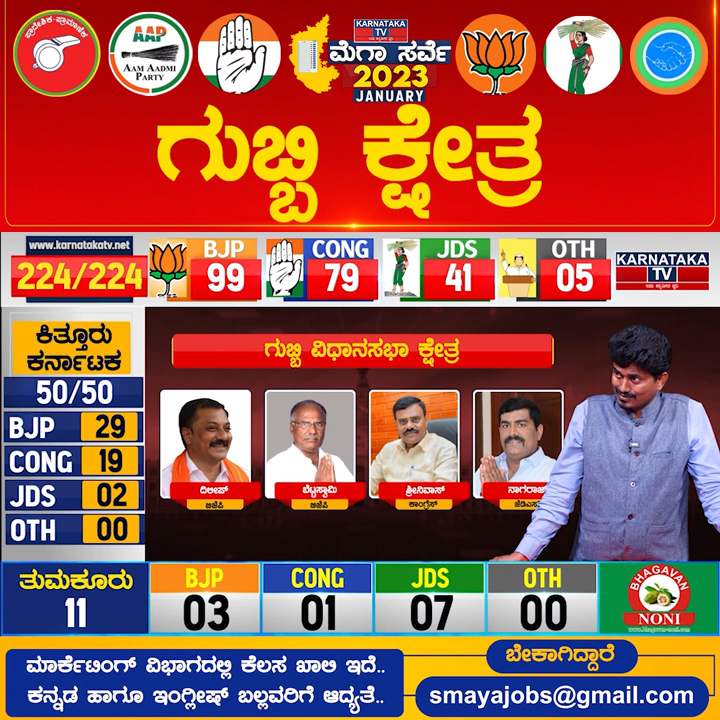 ಪ್ರಾದೇಶಿಕ-ಪ್ರಾಮಾಣಿಕ
AAP
AAM AADMI
PARTY
KARNATAKA
TV
ಮೆಗಾ ಸರ್ವೆ
2023
JANUARY
ಗುಬ್ಬಿ ಕ್ಷೇತ್ರ
www.karnatakatv.net
224/224
BJP
99
CONG
79
JDS
41
OTH
05
KARNATAKA
TV
ಕಿತ್ತೂರು
ಕರ್ನಾಟಕ
50/50
BJP 29
CONG 19
JDS 02
OTH 00
ಗುಬ್ಬಿ ವಿಧಾನಸಭಾ ಕ್ಷೇತ್ರ
ದಿಲೀಪ್
ಬಿಜೆಪಿ
ಬೆಟ್ಟಸ್ವಾಮಿ
ಬಿಜೆಪಿ
ಶ್ರೀನಿವಾಸ್
ಕಾಂಗ್ರೆಸ್
ನಾಗರಾಜ
ಜೆಡಿಎಸ್
ತುಮಕೂರು
11
BJP
03
CONG
01
JDS
07
OTH
00
BHAGAVAN
NONI
ಮಾರ್ಕೆಟಿಂಗ್ ವಿಭಾಗದಲ್ಲಿ ಕೆಲಸ ಖಾಲಿ ಇದೆ..
ಕನ್ನಡ ಹಾಗೂ ಇಂಗ್ಲೀಷ್ ಬಲ್ಲವರಿಗೆ ಆದ್ಯತೆ..
ಬೇಕಾಗಿದ್ದಾರೆ
smayajobs@gmail.com